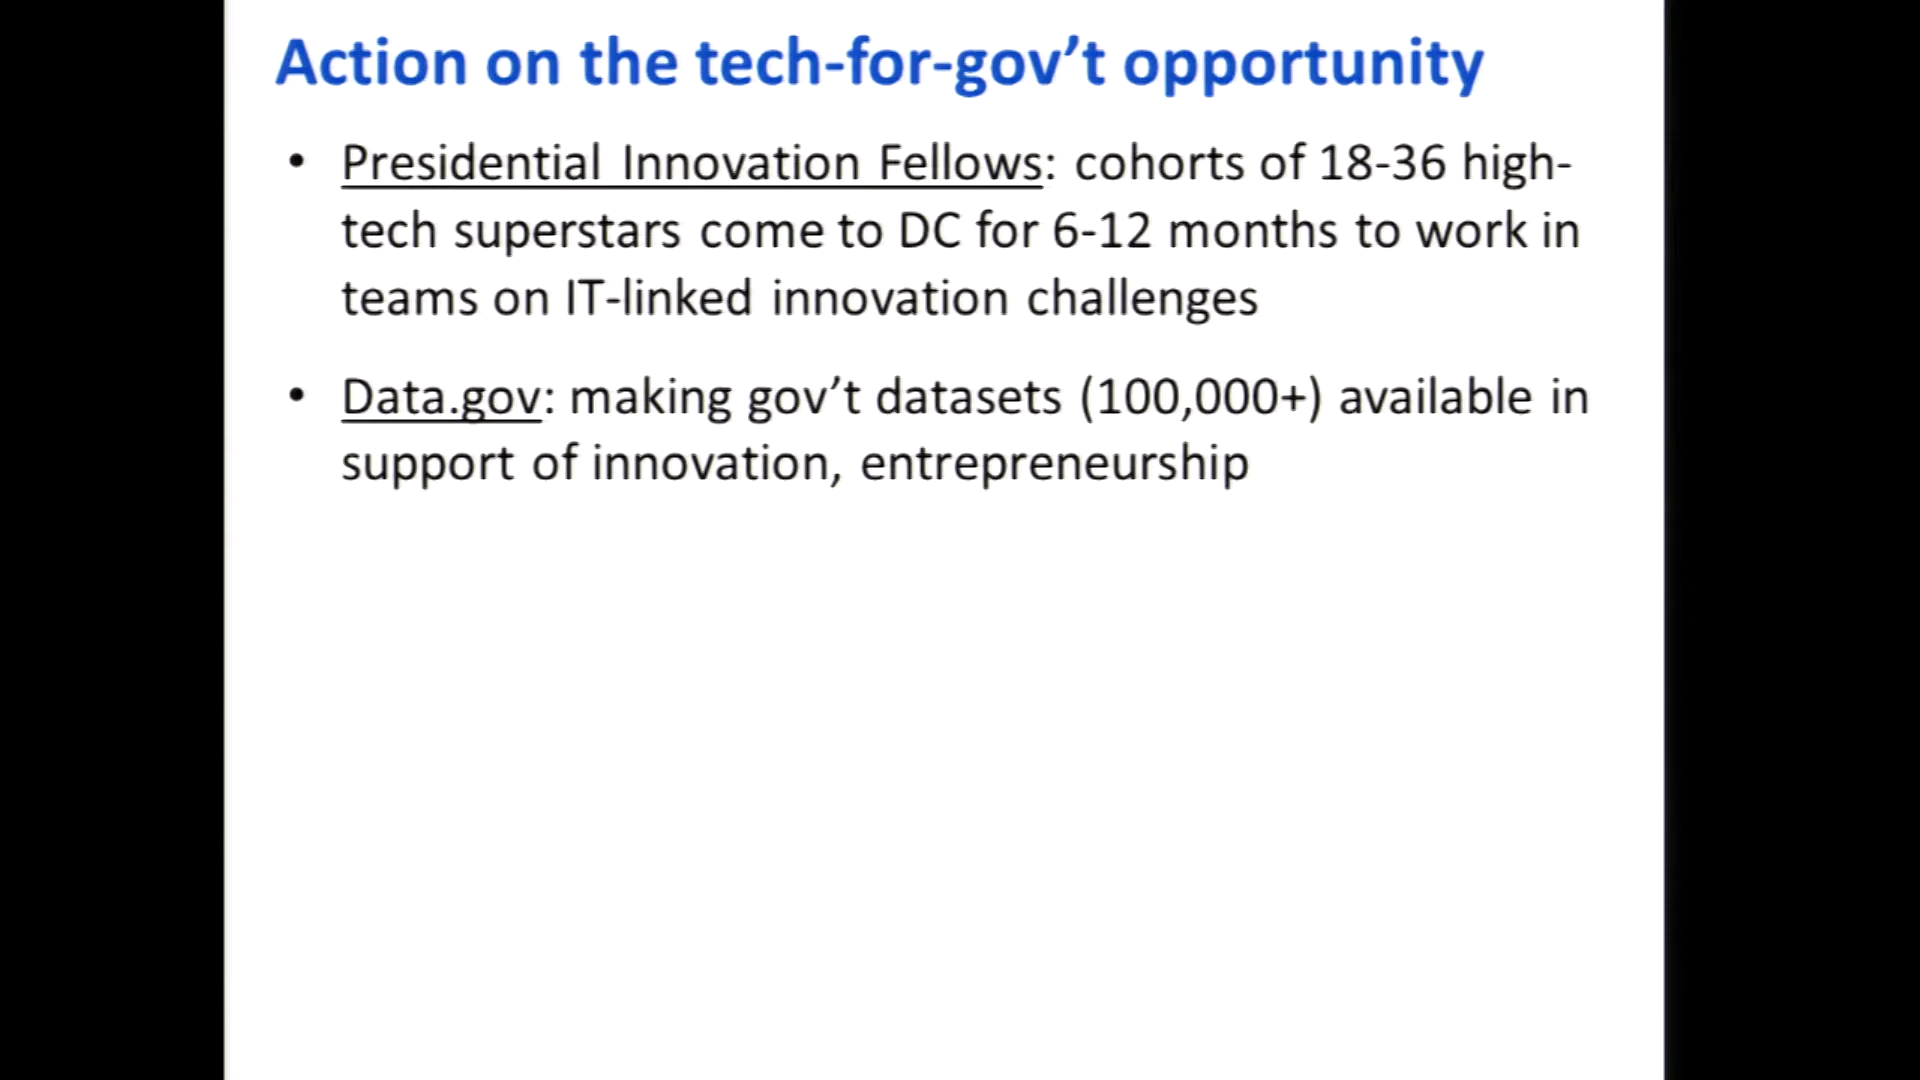 Action on the tech-for-gov’t opportunity
• Presidential Innovation Fellows: cohorts of 18-36 high-
tech superstars come to DC for 6-12 months to work in
teams on IT-linked innovation challenges
• Data.gov: making gov’t datasets (100,000+) available in
support of innovation, entrepreneurship